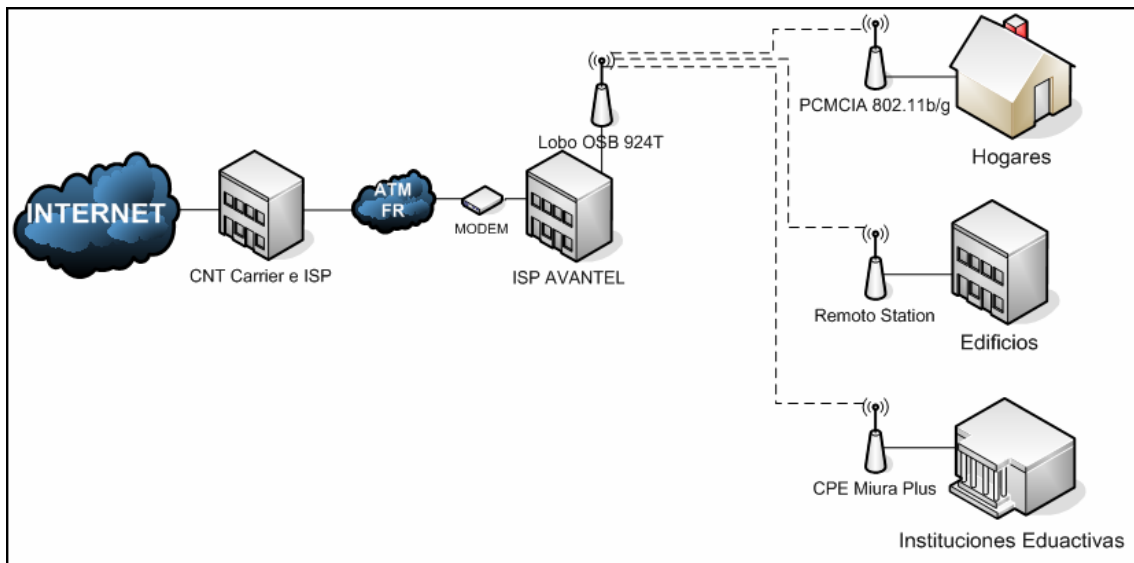 INTERNET
CNT Carrier e ISP
ATM
FR
MODEM
ISP AVANTEL
Lobo OSB 924T
PCMCIA 802.11b/g
Hogares
Remoto Station
Edificios
CPE Miura Plus
Instituciones Eduactivas